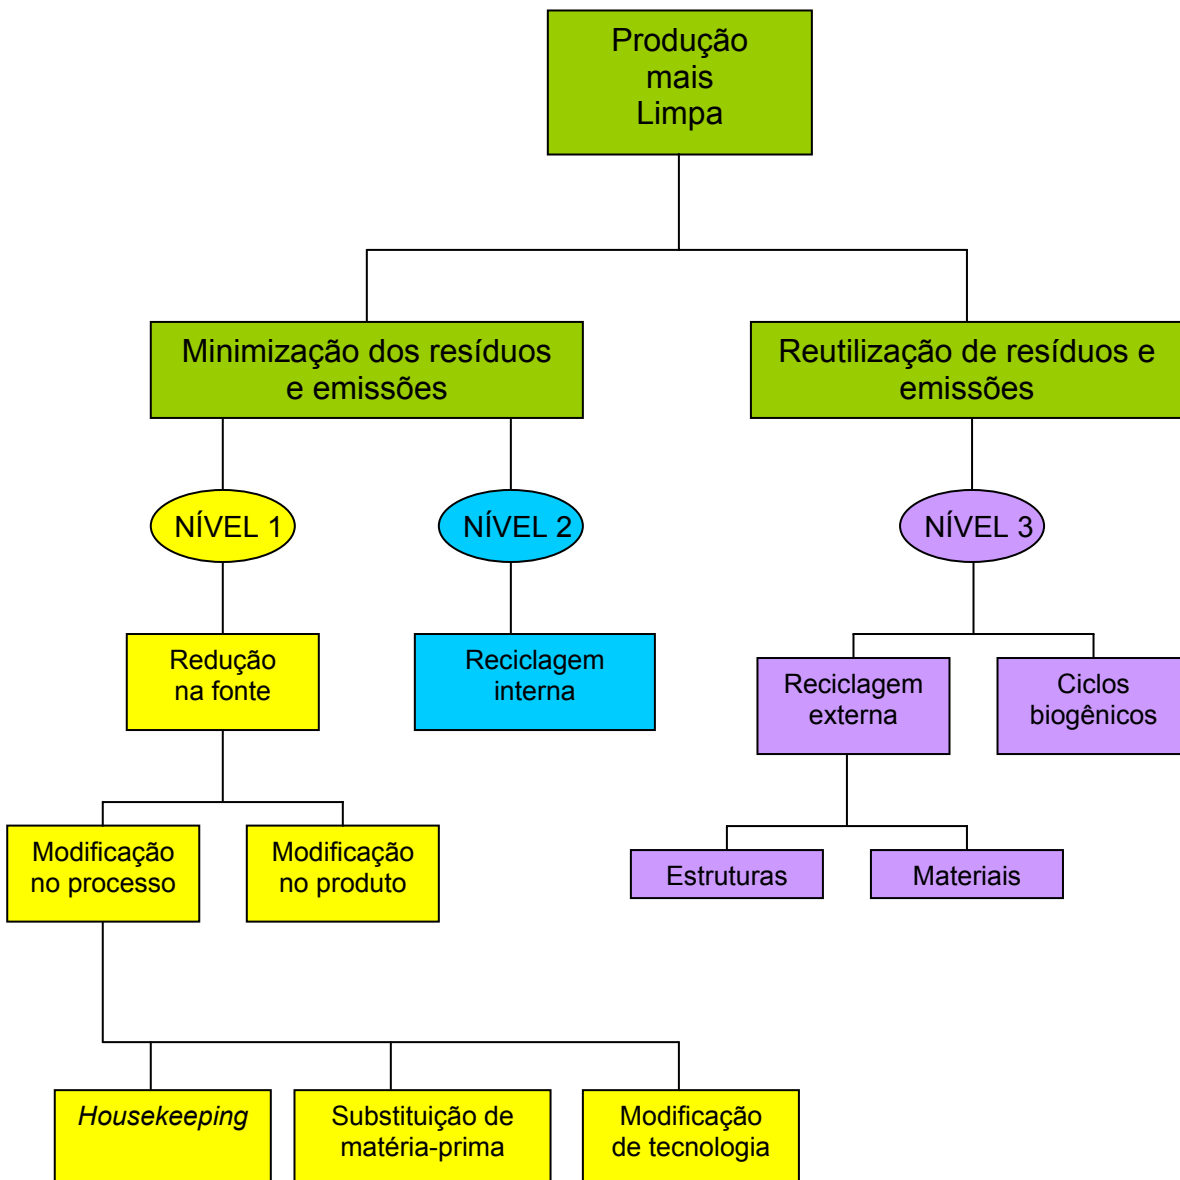 Produção
mais
Limpa
Minimização dos resíduos
e emissões
Reutilização de resíduos e
emissões
NÍVEL 1
NÍVEL 2
NÍVEL 3
Redução
na fonte
Reciclagem
interna
Reciclagem
externa
Ciclos
biogênicos
Modificação
no processo
Modificação
no produto
Estruturas
Materiais
Housekeeping
Substituição de
matéria-prima
Modificação
de tecnologia